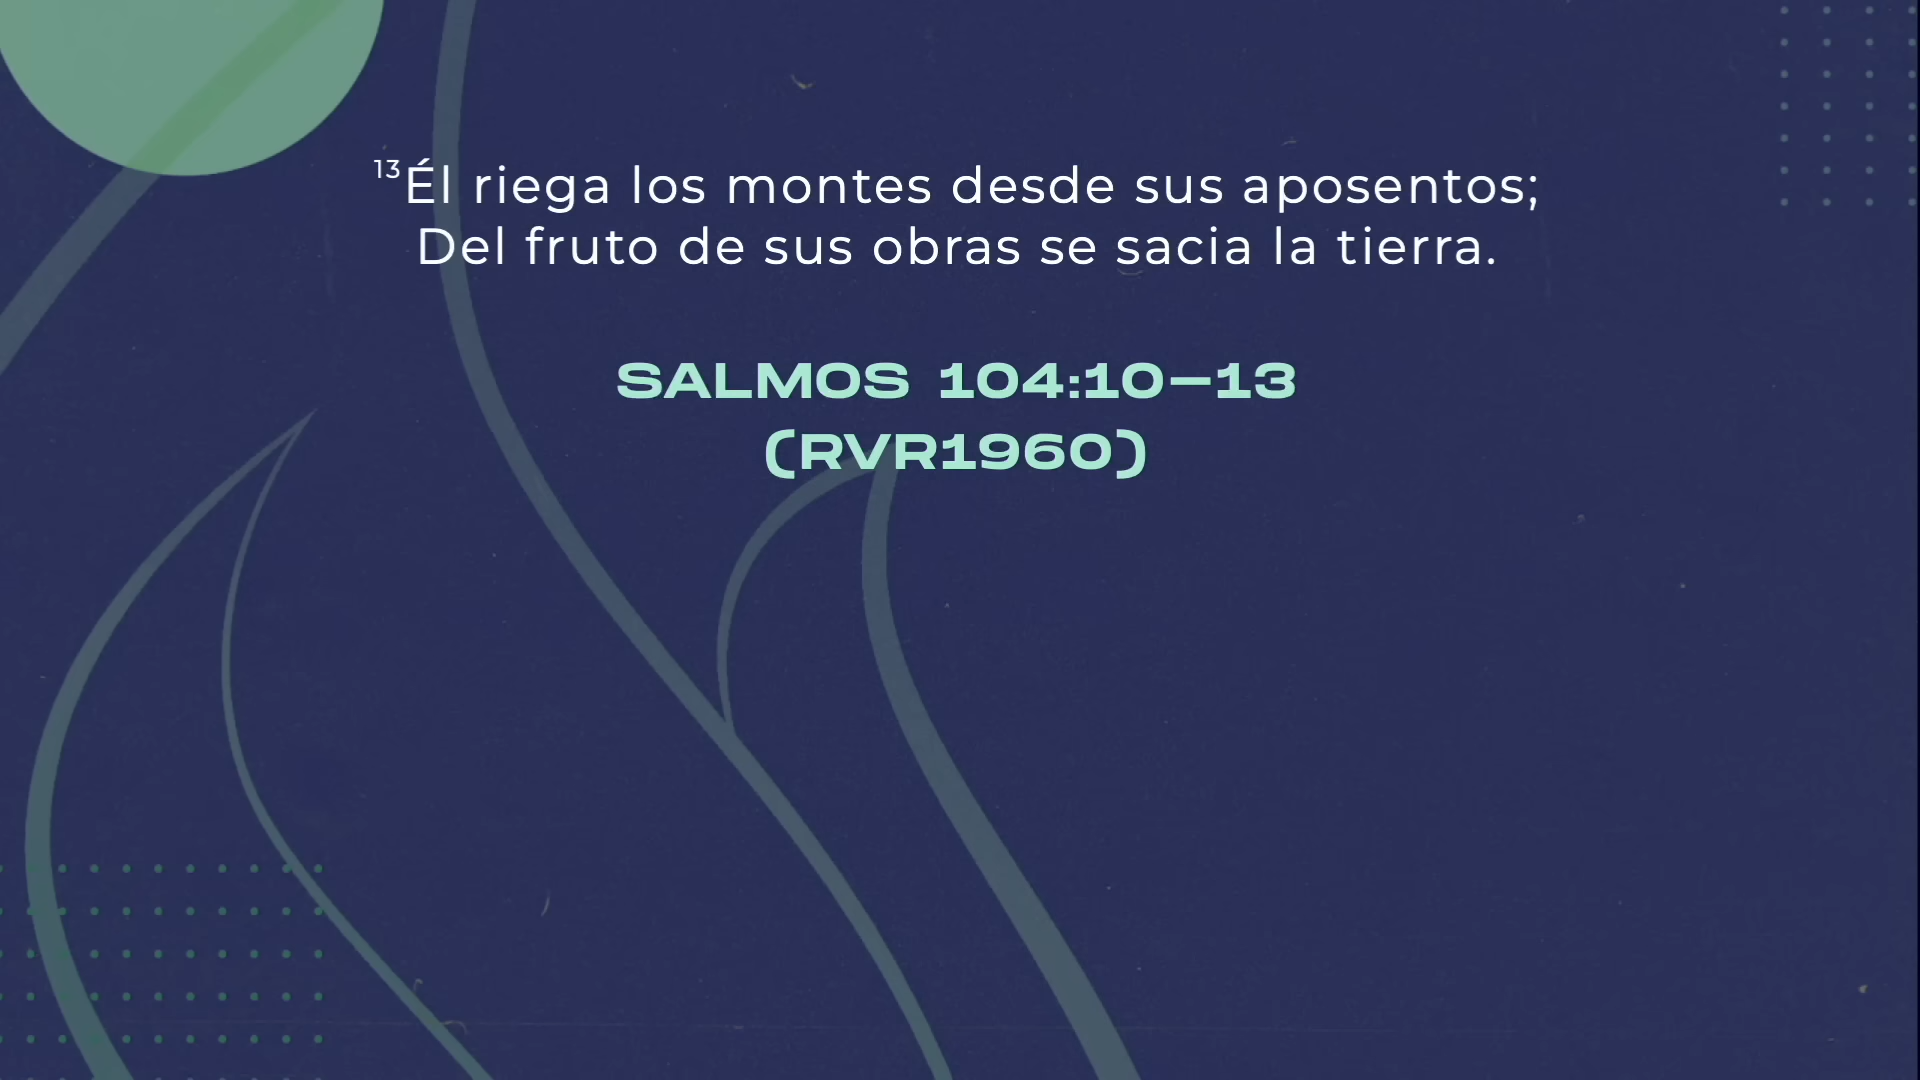 13Él riega los montes desde sus aposentos;
Del fruto de sus obras se sacia la tierra.
SALMOS 104:10–13
(RVR1960)